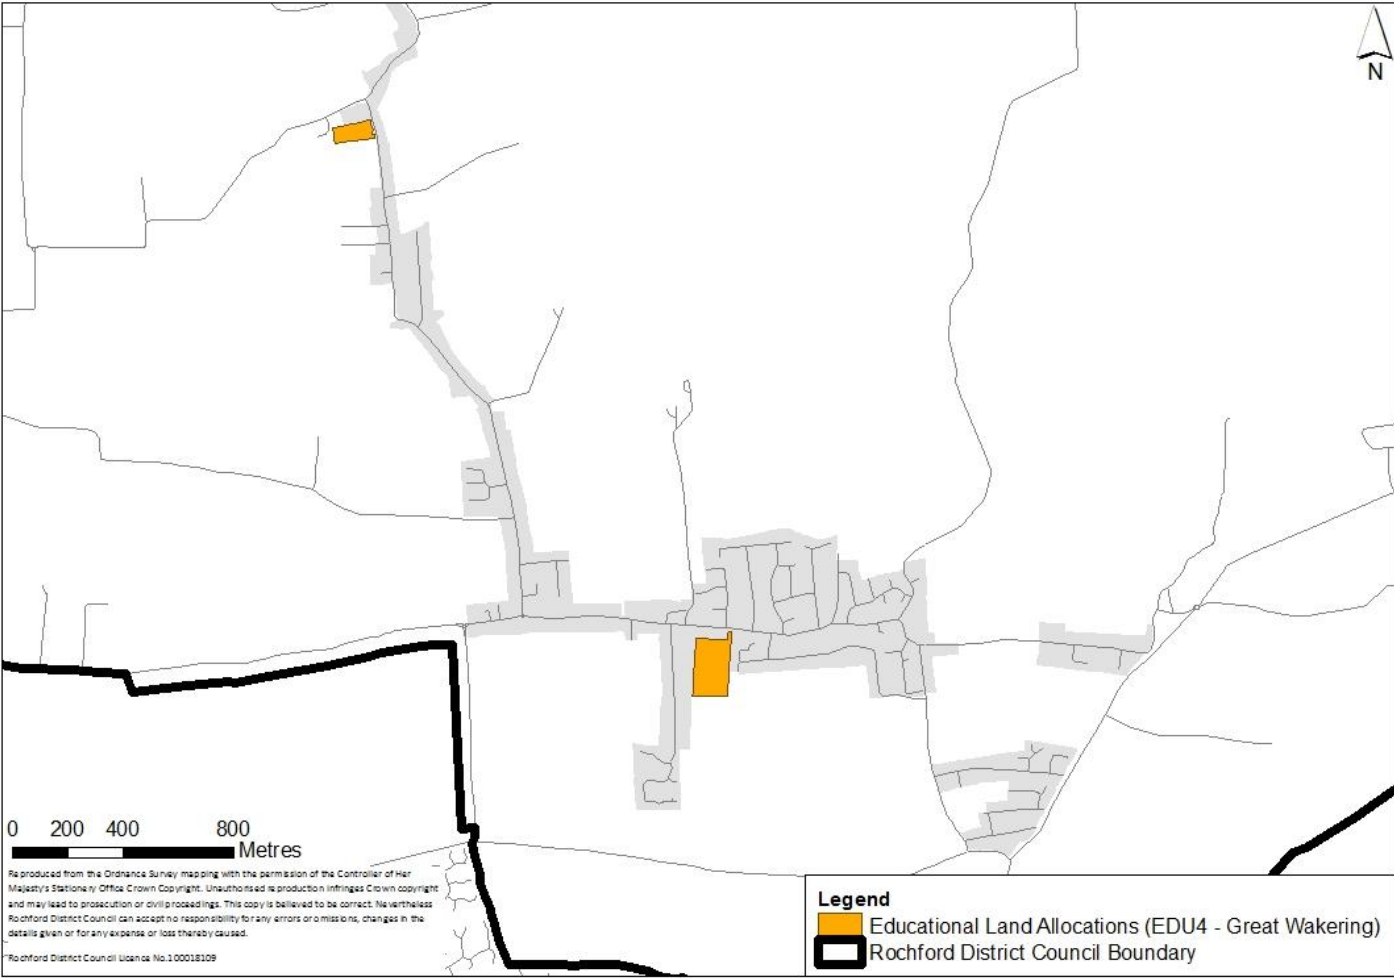 N
0 200 400 800
Metres
Reproduced from the Ordnance Survey mapping with the permission of the Controller of Her
Majesty's Stationery Office Crown Copyright. Unauthorised reproduction infringes Crown copyright
and may lead to prosecution or civil proceedings. This copy is believed to be correct. Nevertheless
Rochford District Council can accept no responsibility for any errors or omissions, changes in the
details given or for any expense or loss thereby caused.
Rochford District Council Licence No.100018109
Legend
Educational Land Allocations (EDU4 - Great Wakering)
Rochford District Council Boundary